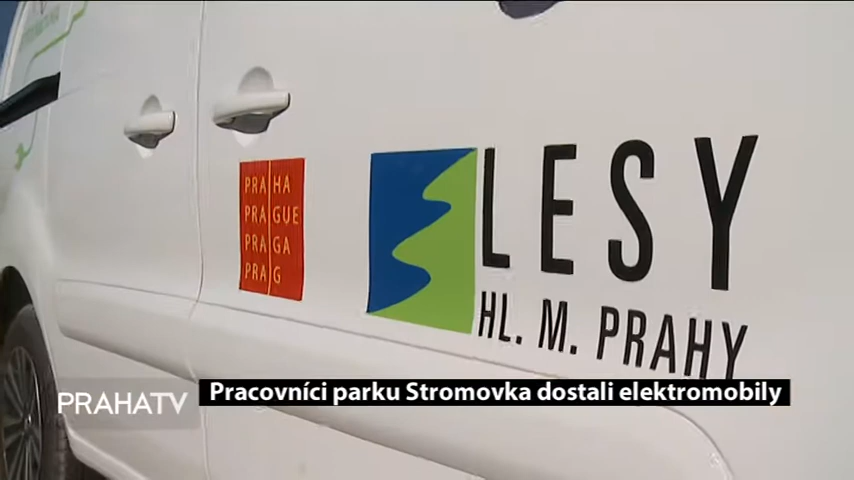 PRAHA
PRAGUE
PRAGA
PRAG
LESY
HL. M. PRAHY
PRAHATV
Pracovníci parku Stromovka dostali elektromobily